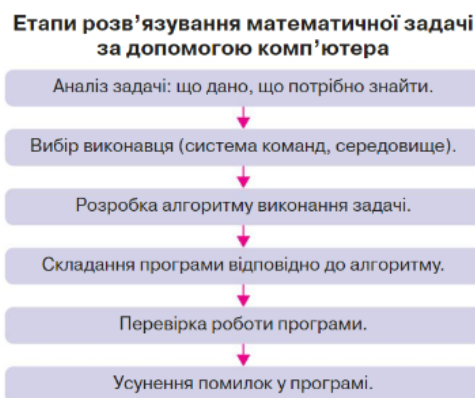 Етапи розв’язування математичної задачі
за допомогою комп’ютера
Аналіз задачі: що дано, що потрібно знайти.
Вибір виконавця (система команд, середовище).
Розробка алгоритму виконання задачі.
Складання програми відповідно до алгоритму.
Перевірка роботи програми.
Усунення помилок у програмі.